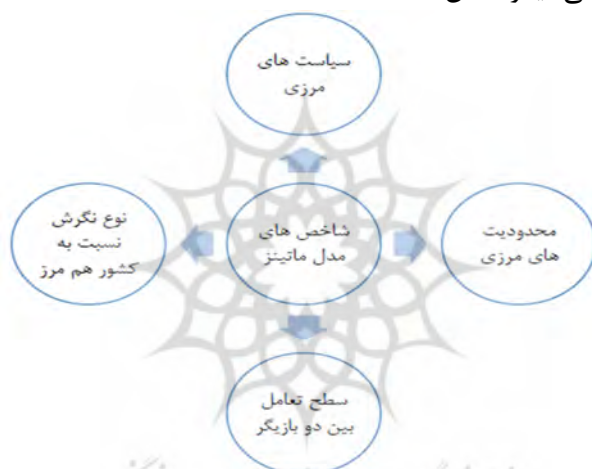 سیاست های
مرزی
محدودیت
های مرزی
شاخص های
مدل ماتینز
نوع نگرش
نسبت به
کشور هم مرز
سطح تعامل
بین دو بازیگر